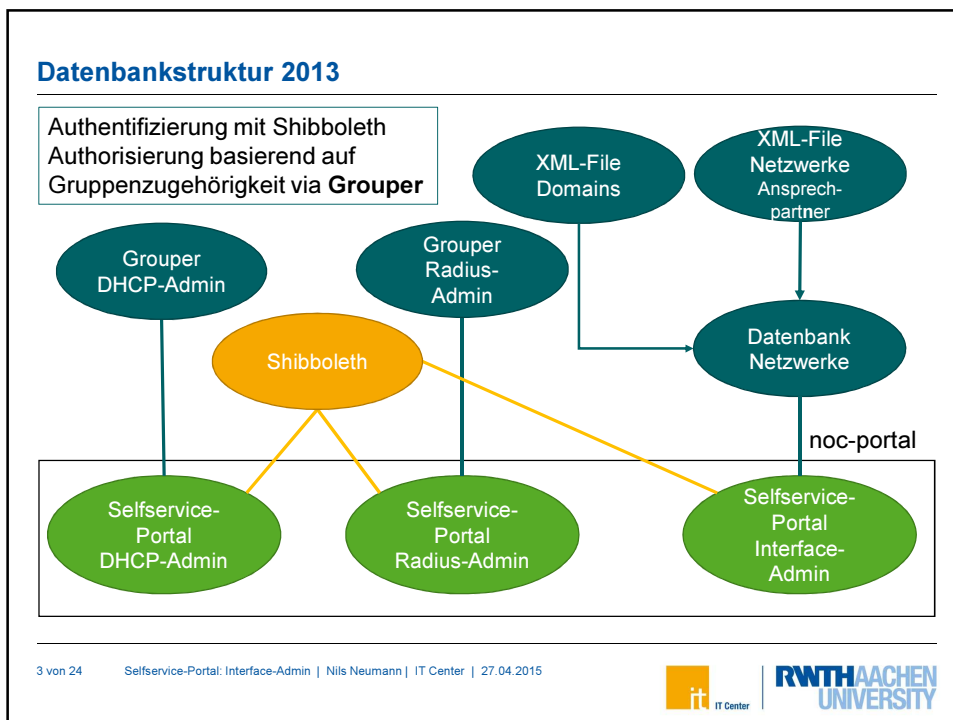 Datenbankstruktur 2013
Authentifizierung mit Shibboleth
Authorisierung basierend auf
Gruppenzugehörigkeit via Grouper
XML-File
Domains
XML-File
Netzwerke
Ansprech-
partner
Grouper
DHCP-Admin
Grouper
Radius-
Admin
Shibboleth
Datenbank
Netzwerke
noc-portal
Selfservice-
Portal
DHCP-Admin
Selfservice-
Portal
Radius-Admin
Selfservice-
Portal
Interface-
Admin
3 von 24 Selfservice-Portal: Interface-Admin | Nils Neumann | IT Center | 27.04.2015
it IT Center
RWTH AACHEN
UNIVERSITY